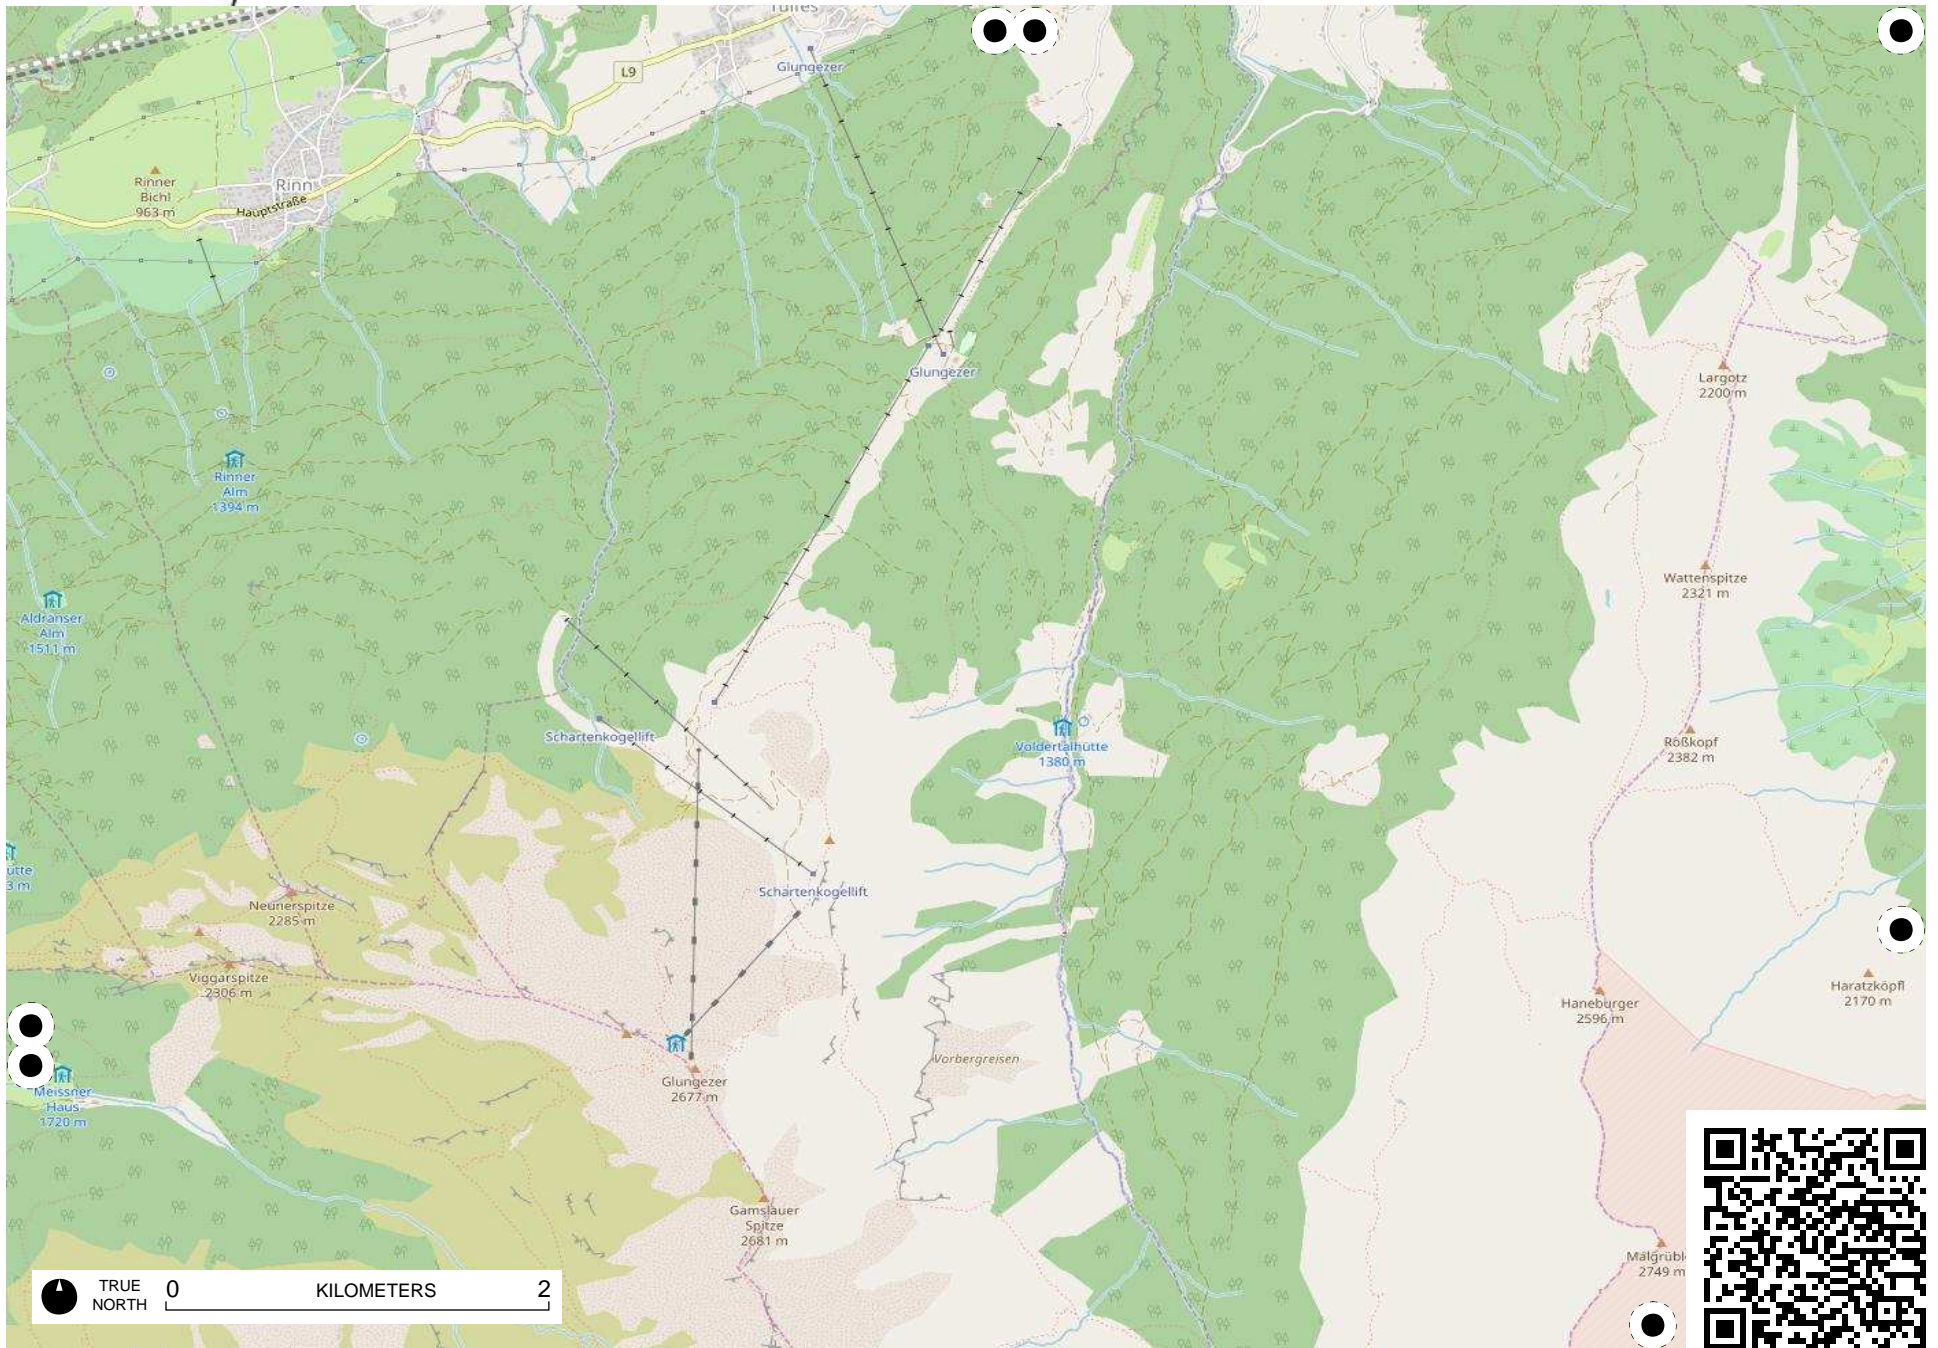 Tulfes
Glungezer
L9
Rinner
Bichl
963 m
Rinn
Hauptstraße
Glungezer
Largotz
2200 m
Rinner
Alm
1394 m
Wattenspitze
2321 m
Aldranser
Alm
1511 m
Schartenkogellift
Voldertalhütte
1380 m
Roßkopf
2382 m
ütte
3 m
Schartenkogellift
Neunerspitze
2285 m
Viggarspitze
2306 m
Haratzköpfl
2170 m
Haneburger
2596 m
Vorbergreisen
Glungezer
2677 m
Meissner
Haus
1720 m
Gamslauer
Spitze
2681 m
Malgrübl
2749 m
TRUE
NORTH
0 KILOMETERS 2